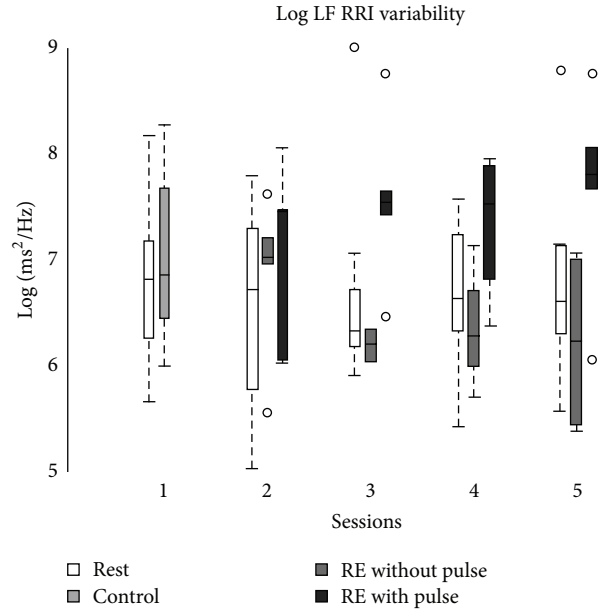 Log LF RRI variability
9
8
7
6
5
Log (ms²/Hz)
1 2 3 4 5
Sessions
Rest
Control
RE without pulse
RE with pulse